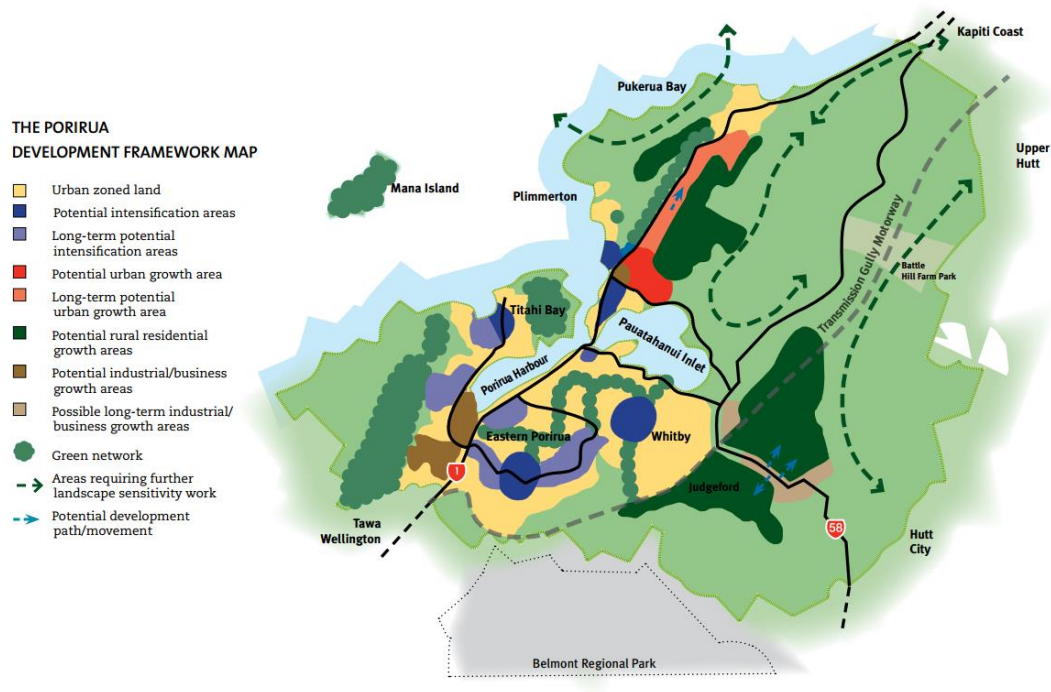 THE PORIRUA
DEVELOPMENT FRAMEWORK MAP
Urban zoned land
Potential intensification areas
Long-term potential
intensification areas
Potential urban growth area
Long-term potential
urban growth area
Potential rural residential
growth areas
Potential industrial/business
growth areas
Possible long-term industrial/
business growth areas
Green network
Areas requiring further
landscape sensitivity work
Potential development
path/movement
Kapiti Coast
Pukerua Bay
Upper
Hutt
Mana Island
Plimmerton
Transmission Gully Motorway
Battle
Hill Farm Park
Titahi Bay
Pauatahanui Inlet
Porirua Harbour
Eastern Porirua
Whitby
1
Judgeford
58
Tawa
Wellington
Hutt
City
Belmont Regional Park